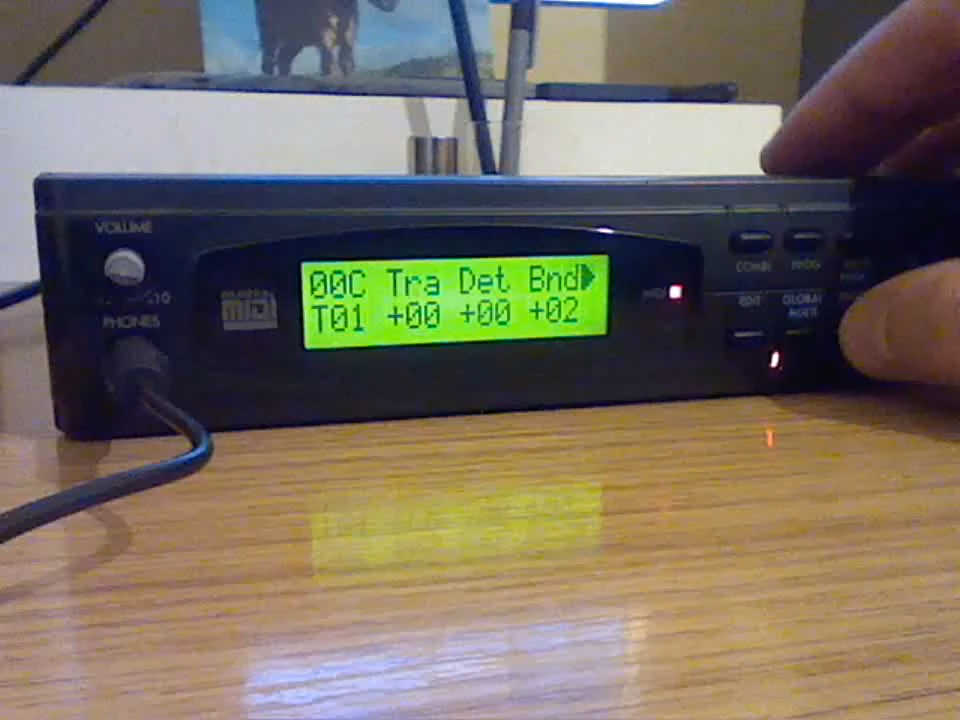 VOLUME
PHONES
00C Tra Det Bnd
T01 +00 +00 +02
midi
COMBI
PROG
EDIT
GLOBAL